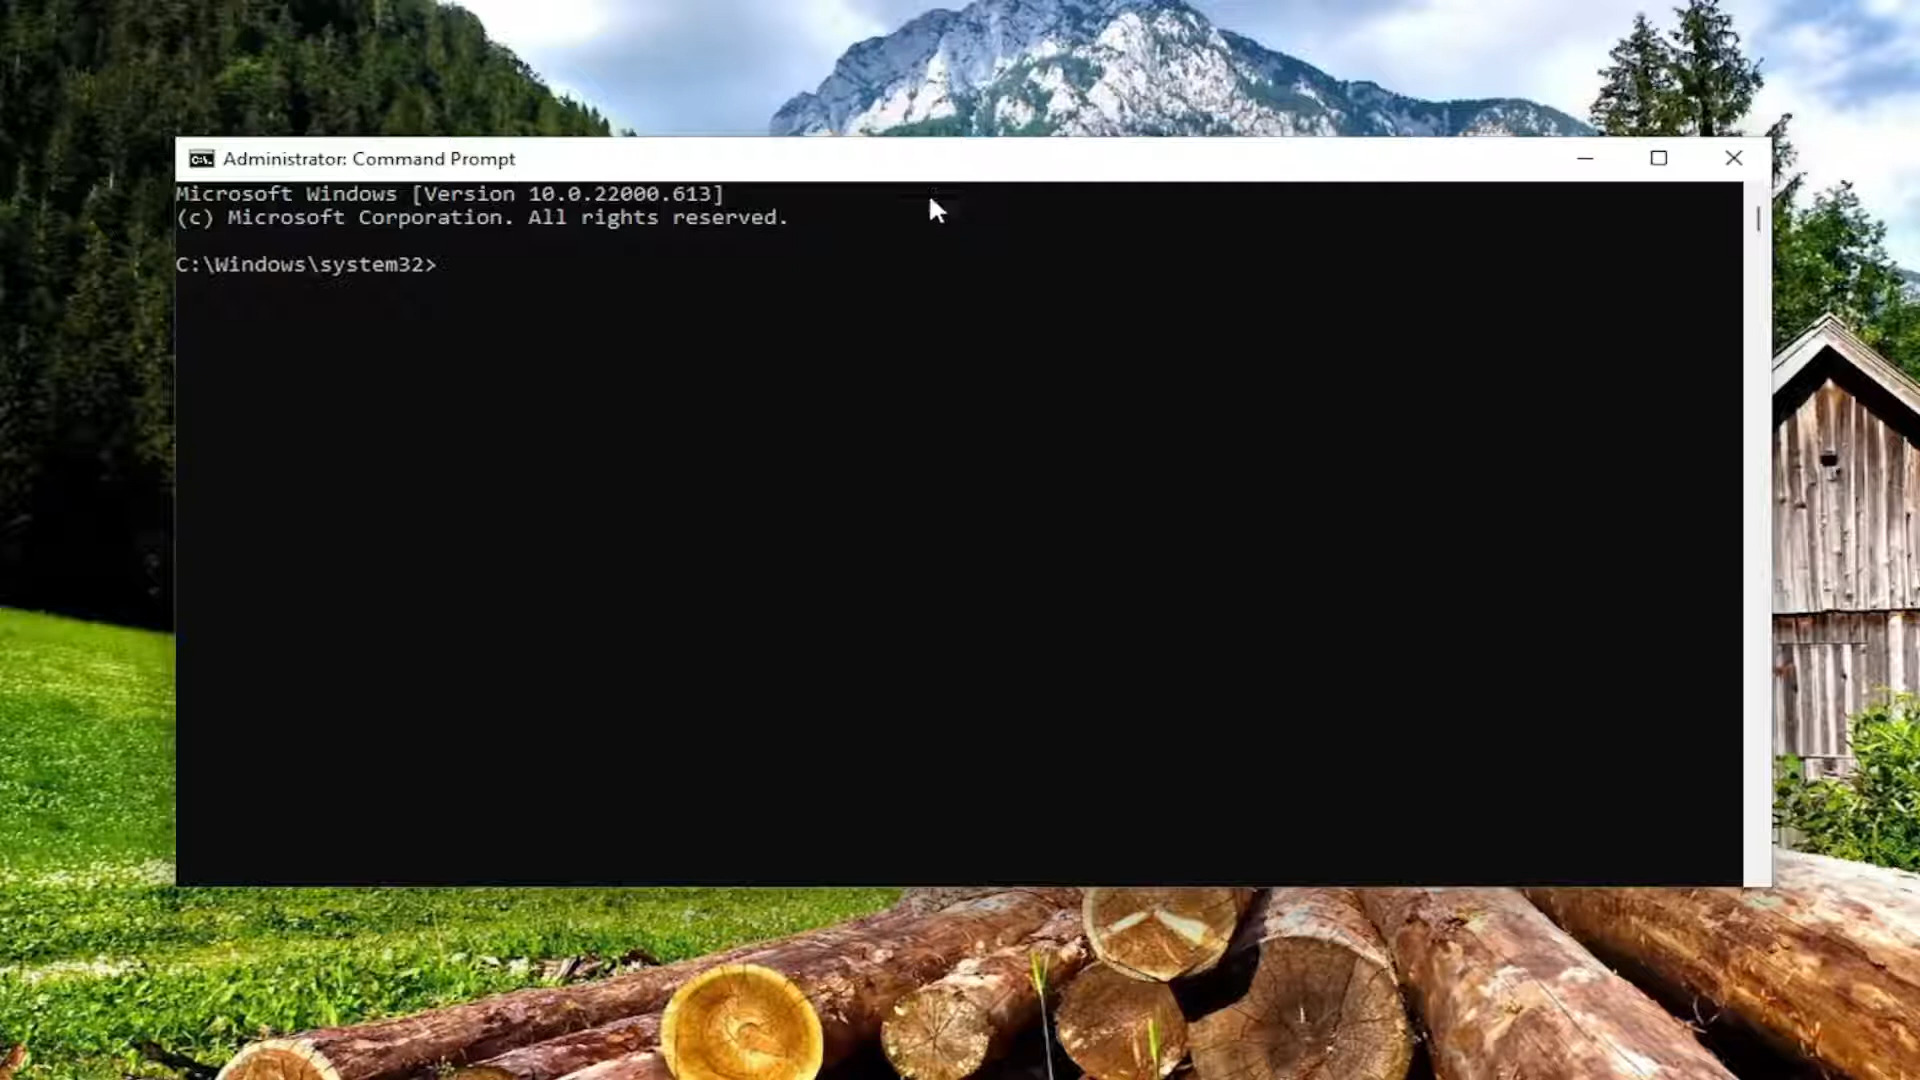 Administrator: Command Prompt
Microsoft Windows [Version 10.0.22000.613]
(c) Microsoft Corporation. All rights reserved.
C:\Windows\system32>